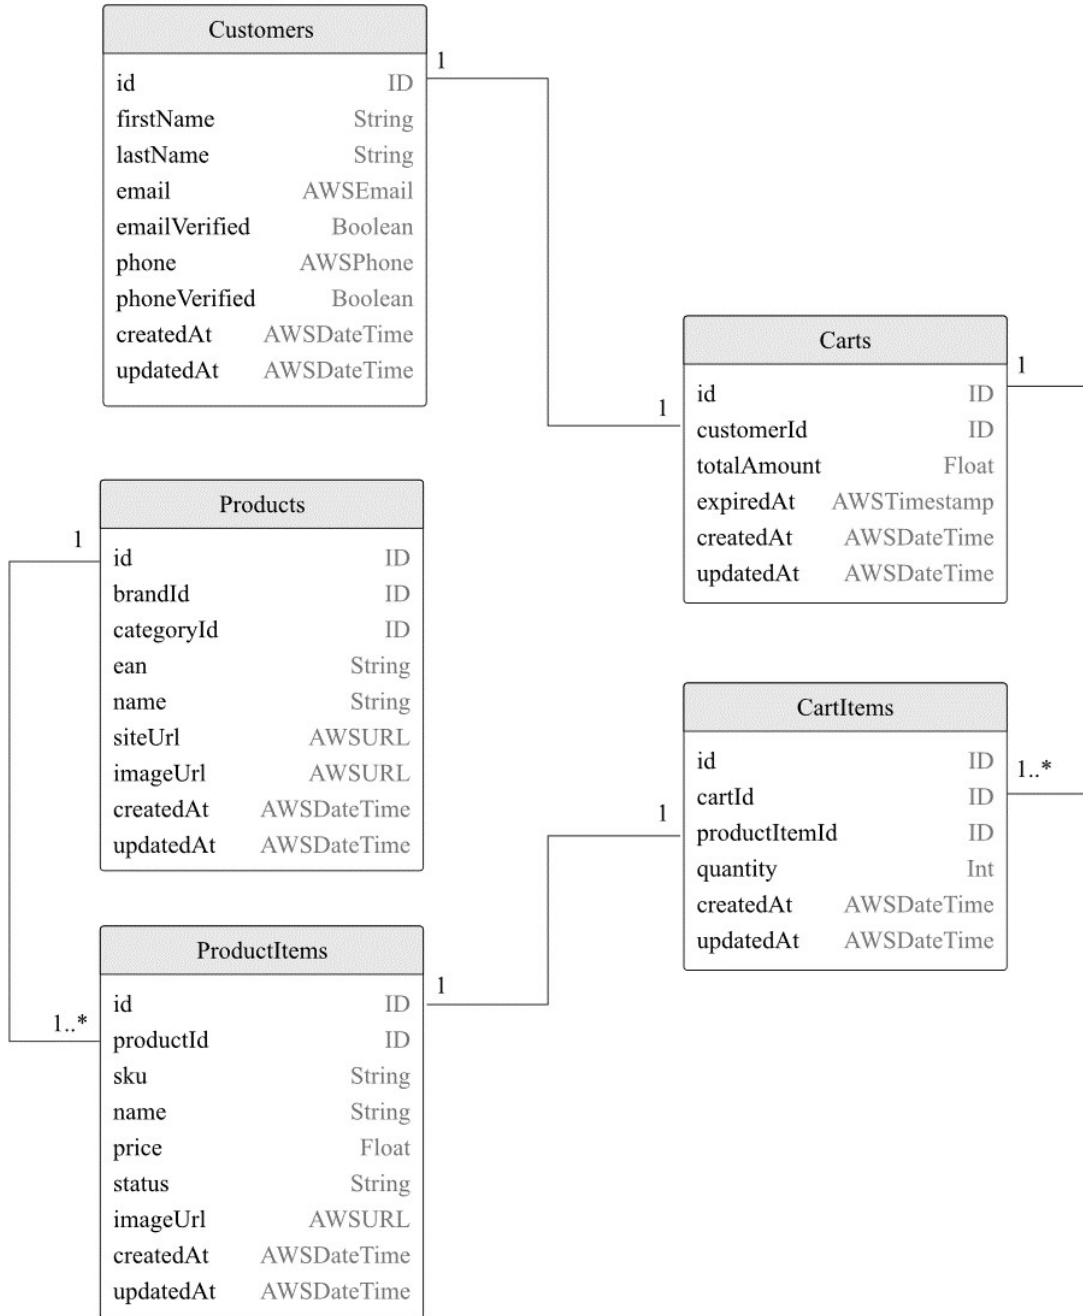 Customers
1
id ID
firstName String
lastName String
email AWSEmail
emailVerified Boolean
phone AWSPhone
phoneVerified Boolean
createdAt AWSDateTime
updatedAt AWSDateTime
Carts
1
1
id ID
customerId ID
totalAmount Float
expiredAt AWSTimestamp
createdAt AWSDateTime
updatedAt AWSDateTime
Products
1
id ID
brandId ID
categoryId ID
ean String
name String
siteUrl AWSURL
imageUrl AWSURL
createdAt AWSDateTime
updatedAt AWSDateTime
CartItems
1..*
1
id ID
cartId ID
productItemId ID
quantity Int
createdAt AWSDateTime
updatedAt AWSDateTime
ProductItems
1
1..*
id ID
productId ID
sku String
name String
price Float
status String
imageUrl AWSURL
createdAt AWSDateTime
updatedAt AWSDateTime